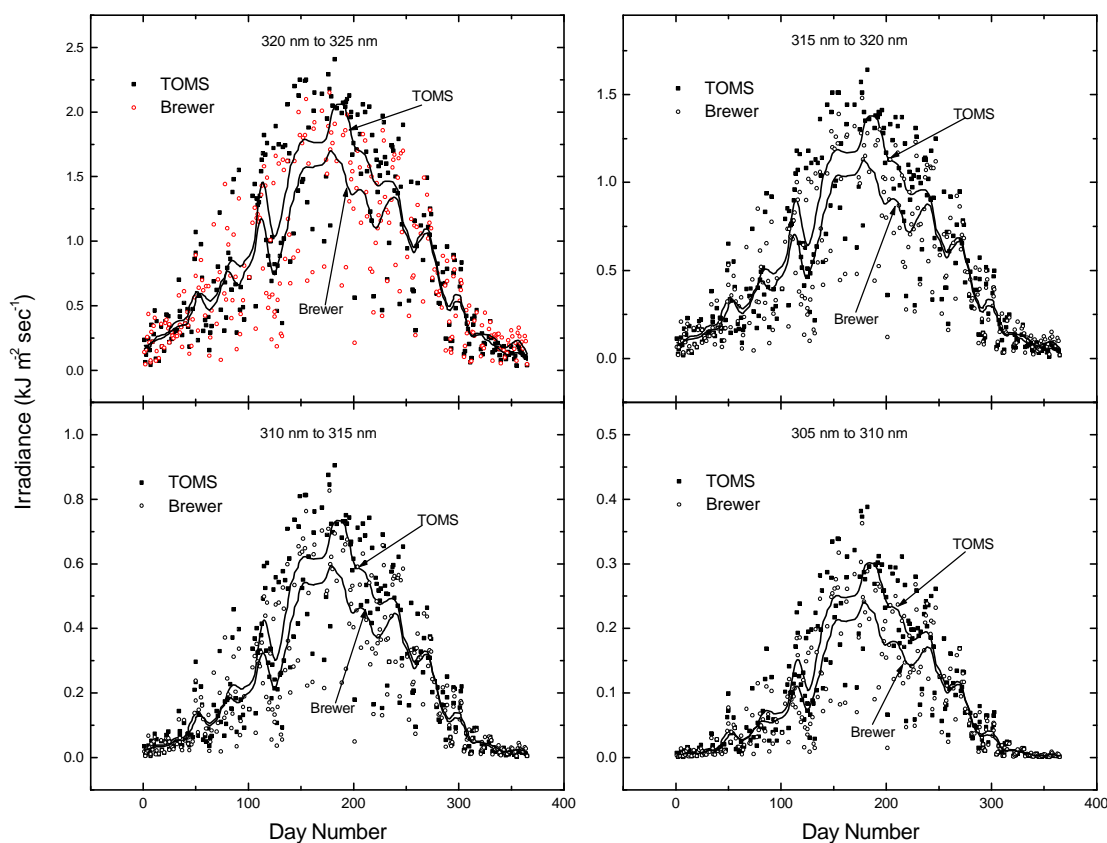 320 nm to 325 nm
TOMS
Brewer
TOMS
Brewer
2.5
2.0
1.5
1.0
0.5
0.0
315 nm to 320 nm
TOMS
Brewer
TOMS
Brewer
1.5
1.0
0.5
0.0
Irradiance (kJ m² sec⁻¹)
310 nm to 315 nm
TOMS
Brewer
TOMS
Brewer
1.0
0.8
0.6
0.4
0.2
0.0
0 100 200 300 400
Day Number
305 nm to 310 nm
TOMS
Brewer
TOMS
Brewer
0.5
0.4
0.3
0.2
0.1
0.0
0 100 200 300 400
Day Number